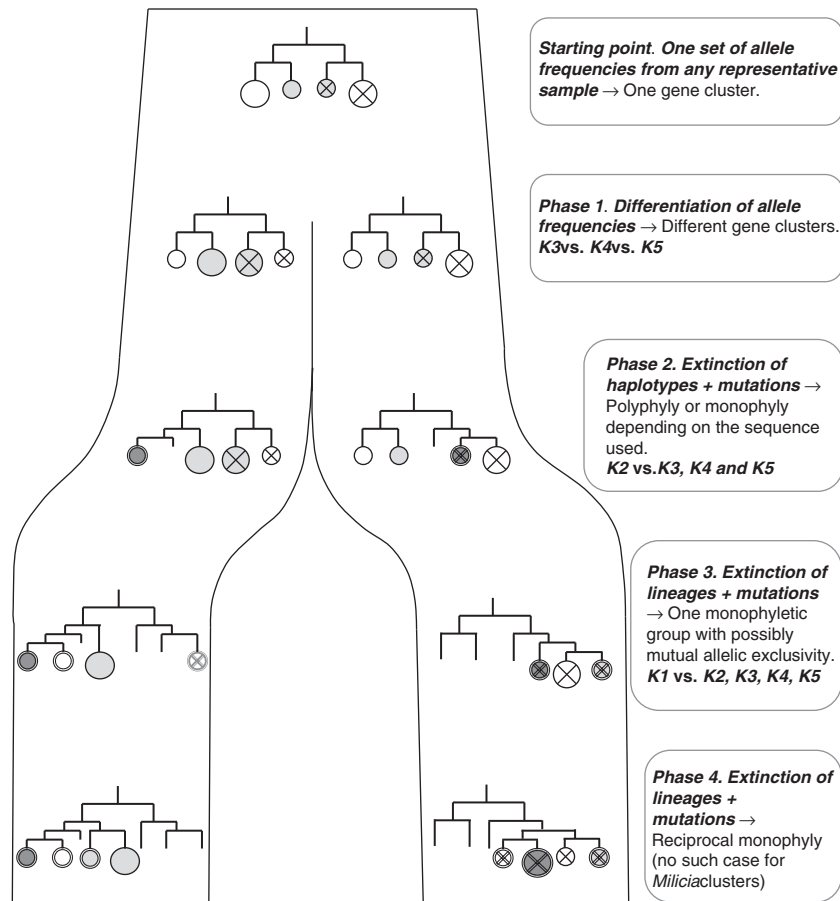 Starting point. One set of allele
frequencies from any representative
sample → One gene cluster.
Phase 1. Differentiation of allele
frequencies → Different gene clusters.
K3vs. K4vs. K5
Phase 2. Extinction of
haplotypes + mutations →
Polyphyly or monophyly
depending on the sequence
used.
K2 vs.K3, K4 and K5
Phase 3. Extinction of
lineages + mutations
→ One monophyletic
group with possibly
mutual allelic exclusivity.
K1 vs. K2, K3, K4, K5
Phase 4. Extinction of
lineages +
mutations →
Reciprocal monophyly
(no such case for
Miliciaclusters)